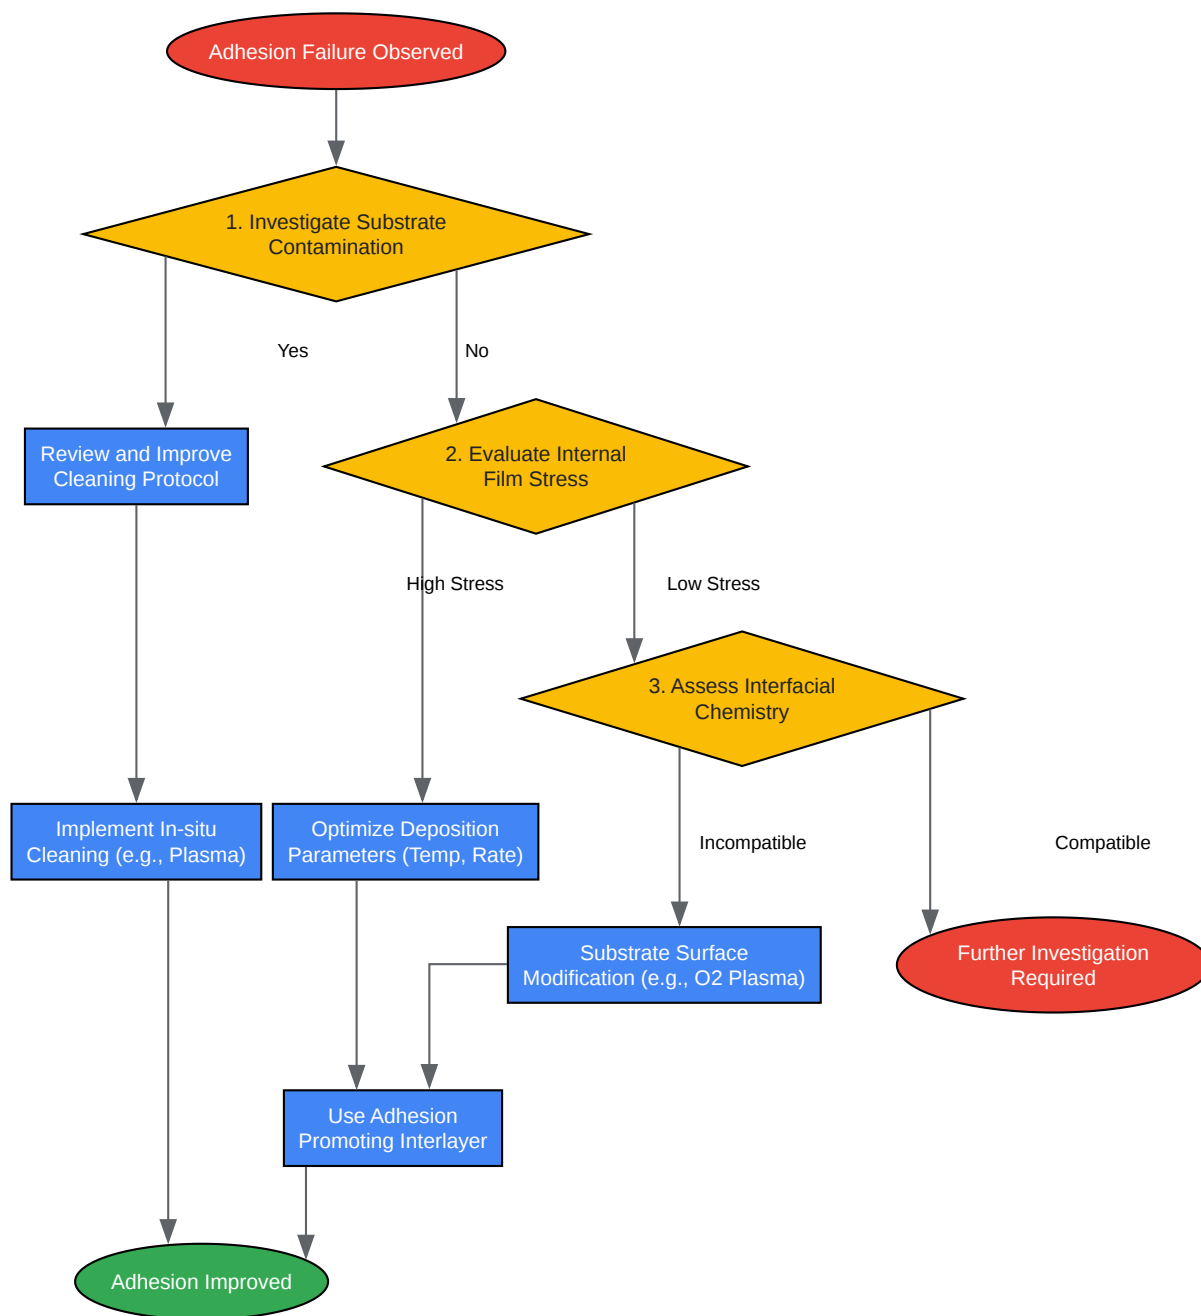 Adhesion Failure Observed
1. Investigate Substrate
Contamination
Yes
No
Review and Improve
Cleaning Protocol
2. Evaluate Internal
Film Stress
High Stress
Low Stress
3. Assess Interfacial
Chemistry
Implement In-situ
Cleaning (e.g., Plasma)
Optimize Deposition
Parameters (Temp, Rate)
Incompatible
Compatible
Substrate Surface
Modification (e.g., O2 Plasma)
Further Investigation
Required
Use Adhesion
Promoting Interlayer
Adhesion Improved